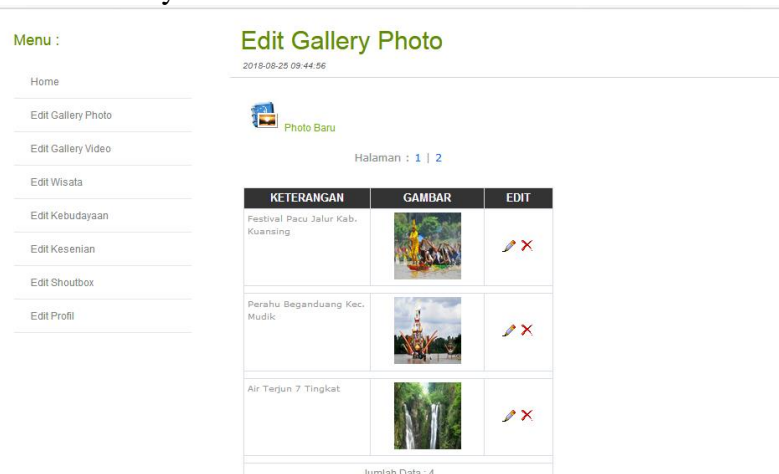 Menu :
Home
Edit Gallery Photo
Edit Gallery Video
Edit Wisata
Edit Kebudayaan
Edit Kesenian
Edit Shoutbox
Edit Profil
Edit Gallery Photo
2018-08-25 09:44:56
Photo Baru
Halaman : 1 | 2
KETERANGAN GAMBAR EDIT
Festival Pacu Jalur Kab.
Kuansing
Perahu Beganduang Kec.
Mudik
Air Terjun 7 Tingkat
Jumlah Data : 4